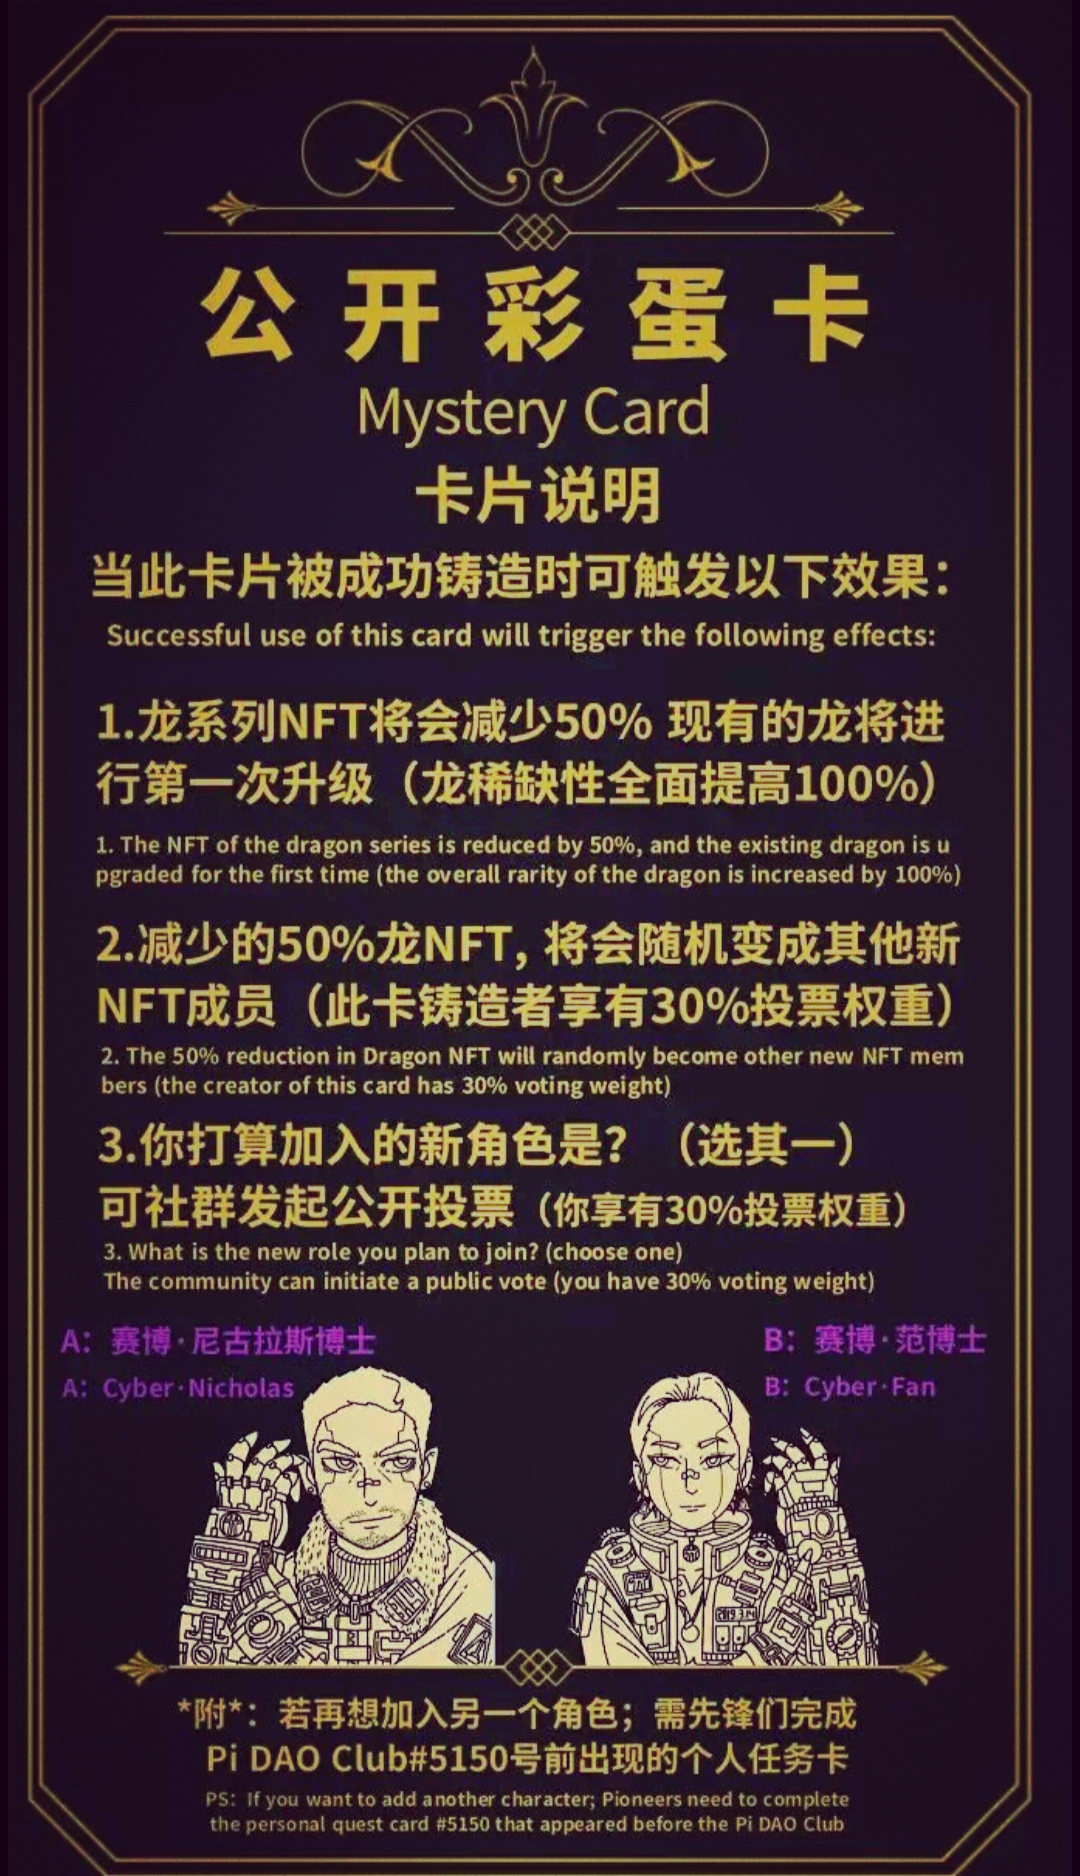 公开彩蛋卡
Mystery Card
卡片说明
当此卡片被成功铸造时可触发以下效果：
Successful use of this card will trigger the following effects:
1.龙系列NFT将会减少50% 现有的龙将进
行第一次升级（龙稀缺性全面提高100%）
1. The NFT of the dragon series is reduced by 50%, and the existing dragon is u
pgraded for the first time (the overall rarity of the dragon is increased by 100%)
2.减少的50%龙NFT，将会随机变成其他新
NFT成员（此卡铸造者享有30%投票权重）
2. The 50% reduction in Dragon NFT will randomly become other new NFT mem
bers (the creator of this card has 30% voting weight)
3.你打算加入的新角色是？（选其一）
可社群发起公开投票（你享有30%投票权重）
3. What is the new role you plan to join? (choose one)
The community can initiate a public vote (you have 30% voting weight)
A：赛博·尼古拉斯博士
A：Cyber·Nicholas
B：赛博·范博士
B：Cyber·Fan
2019.3.14
*附*：若再想加入另一个角色；需先锋们完成
Pi DAO Club#5150号前出现的个人任务卡
PS：If you want to add another character; Pioneers need to complete
the personal quest card #5150 that appeared before the Pi DAO Club